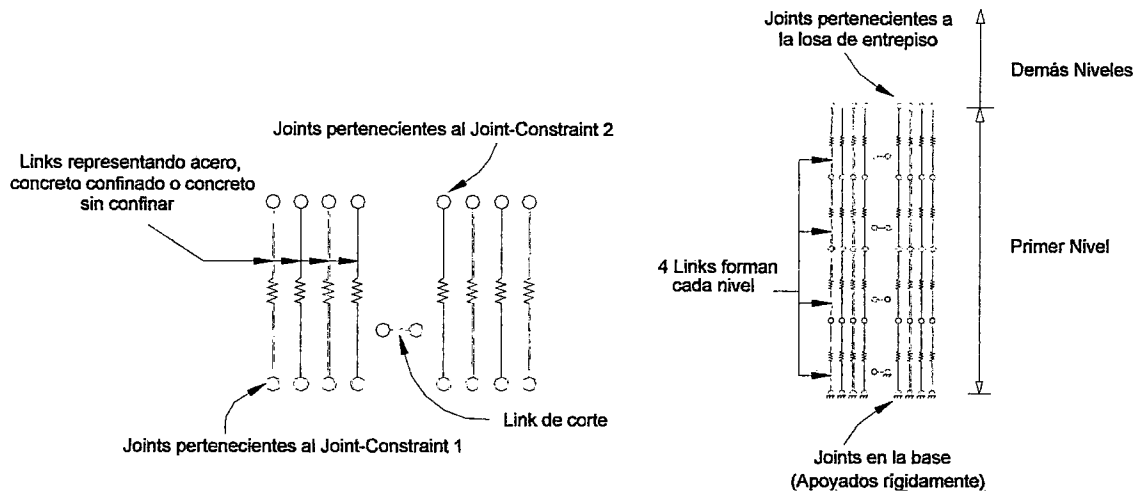 Joints pertenecientes al Joint-Constraint 2
Links representando acero,
concreto confinado o concreto
sin confinar
Link de corte
Joints pertenecientes al Joint-Constraint 1
Joints pertenecientes a
la losa de entrepiso
Demás Niveles
4 Links forman
cada nivel
Primer Nivel
Joints en la base
(Apoyados rígidamente)